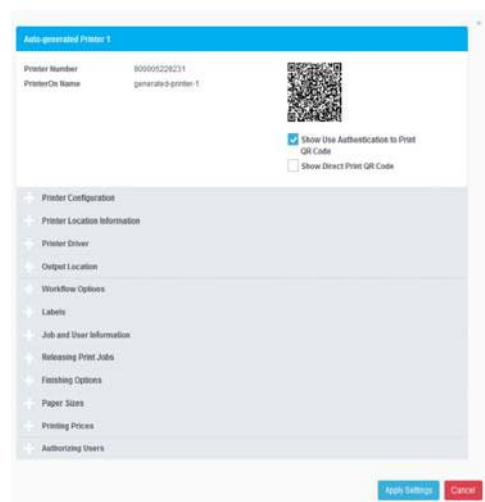 Auto-generated Printer 1
Printer Number 800005228231
PrinterOn Name generated-printer-1
Show Use Authentication to Print
QR Code
Show Direct Print QR Code
Printer Configuration
Printer Location Information
Printer Driver
Output Location
Workflow Options
Labels
Job and User Information
Releasing Print Jobs
Finishing Options
Paper Sizes
Printing Prices
Authorizing Users
Apply Settings Cancel